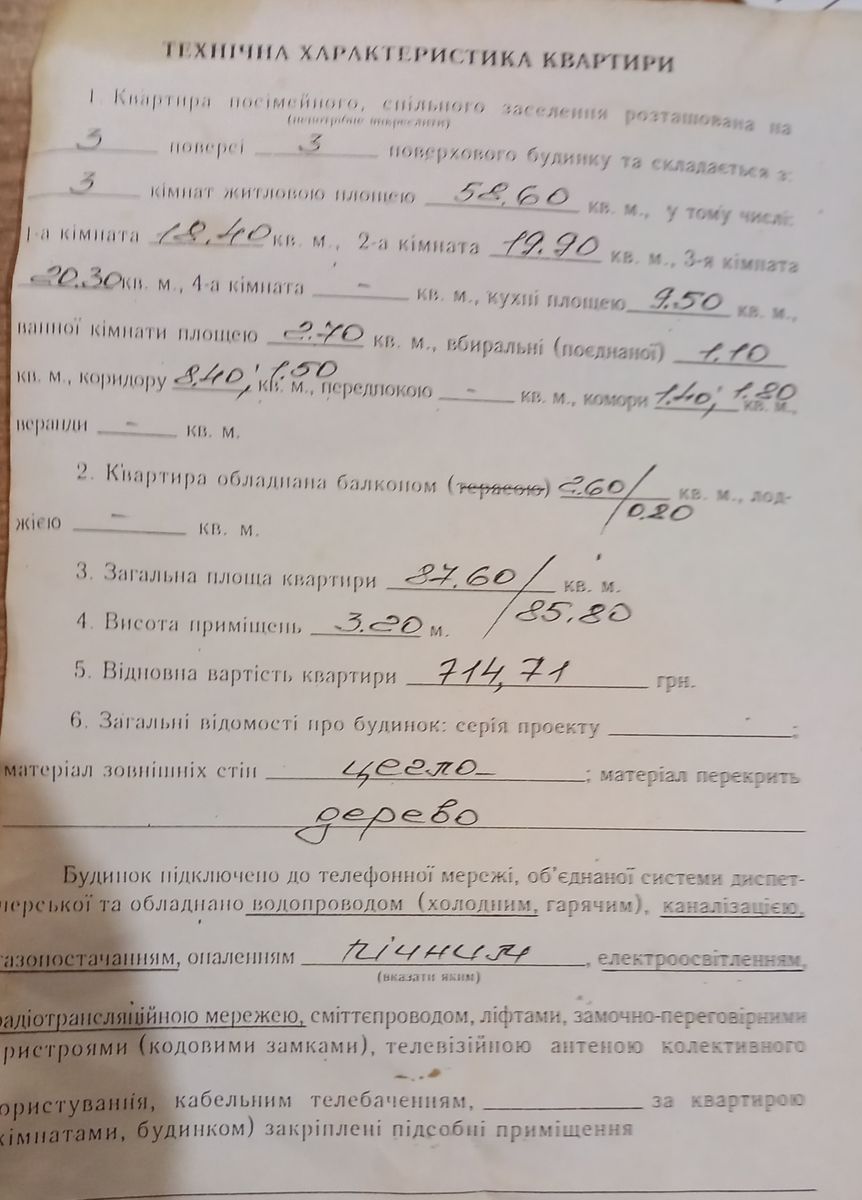 ТЕХНІЧНА ХАРАКТЕРИСТИКА КВАРТИРИ
1. Квартира посімейного, спільного заселення розташована на
(непотрібне викреслити)
3 поверсі 3 поверхового будинку та складається з:
3 кімнат житловою площею 58,60 кв. м., у тому числі:
1-а кімната 18.40 кв. м., 2-а кімната 19.90 кв. м., 3-я кімната
20.30 кв. м., 4-а кімната - кв. м., кухні площею 9.50 кв. м.,
ванної кімнати площею 2.70 кв. м., вбиральні (поєднаної) 1.10
кв. м., коридору 8.40; 1.50 кв. м., передпокою - кв. м., комори 1.40; 1.80 кв. м.,
веранди - кв. м.
2. Квартира обладнана балконом (терасою) 2.60/0.80 кв. м., лод-
жією - кв. м.
3. Загальна площа квартири 87.60/85.80 кв. м.
4. Висота приміщень 3.20 м.
5. Відновна вартість квартири 714,71 грн.
6. Загальні відомості про будинок: серія проекту ;
матеріал зовнішніх стін цегло ; матеріал перекрить
дерево
Будинок підключено до телефонної мережі, об'єднаної системи диспет-
черської та обладнано водопроводом (холодним, гарячим), каналізацією,
газопостачанням, опаленням пічним , електроосвітленням,
(вказати яким)
радіотрансляційною мережею, сміттєпроводом, ліфтами, замочно-переговірними
ристроями (кодовими замками), телевізійною антеною колективного
ористування, кабельним телебаченням, за квартирою
кімнатами, будинком) закріплені підсобні приміщення